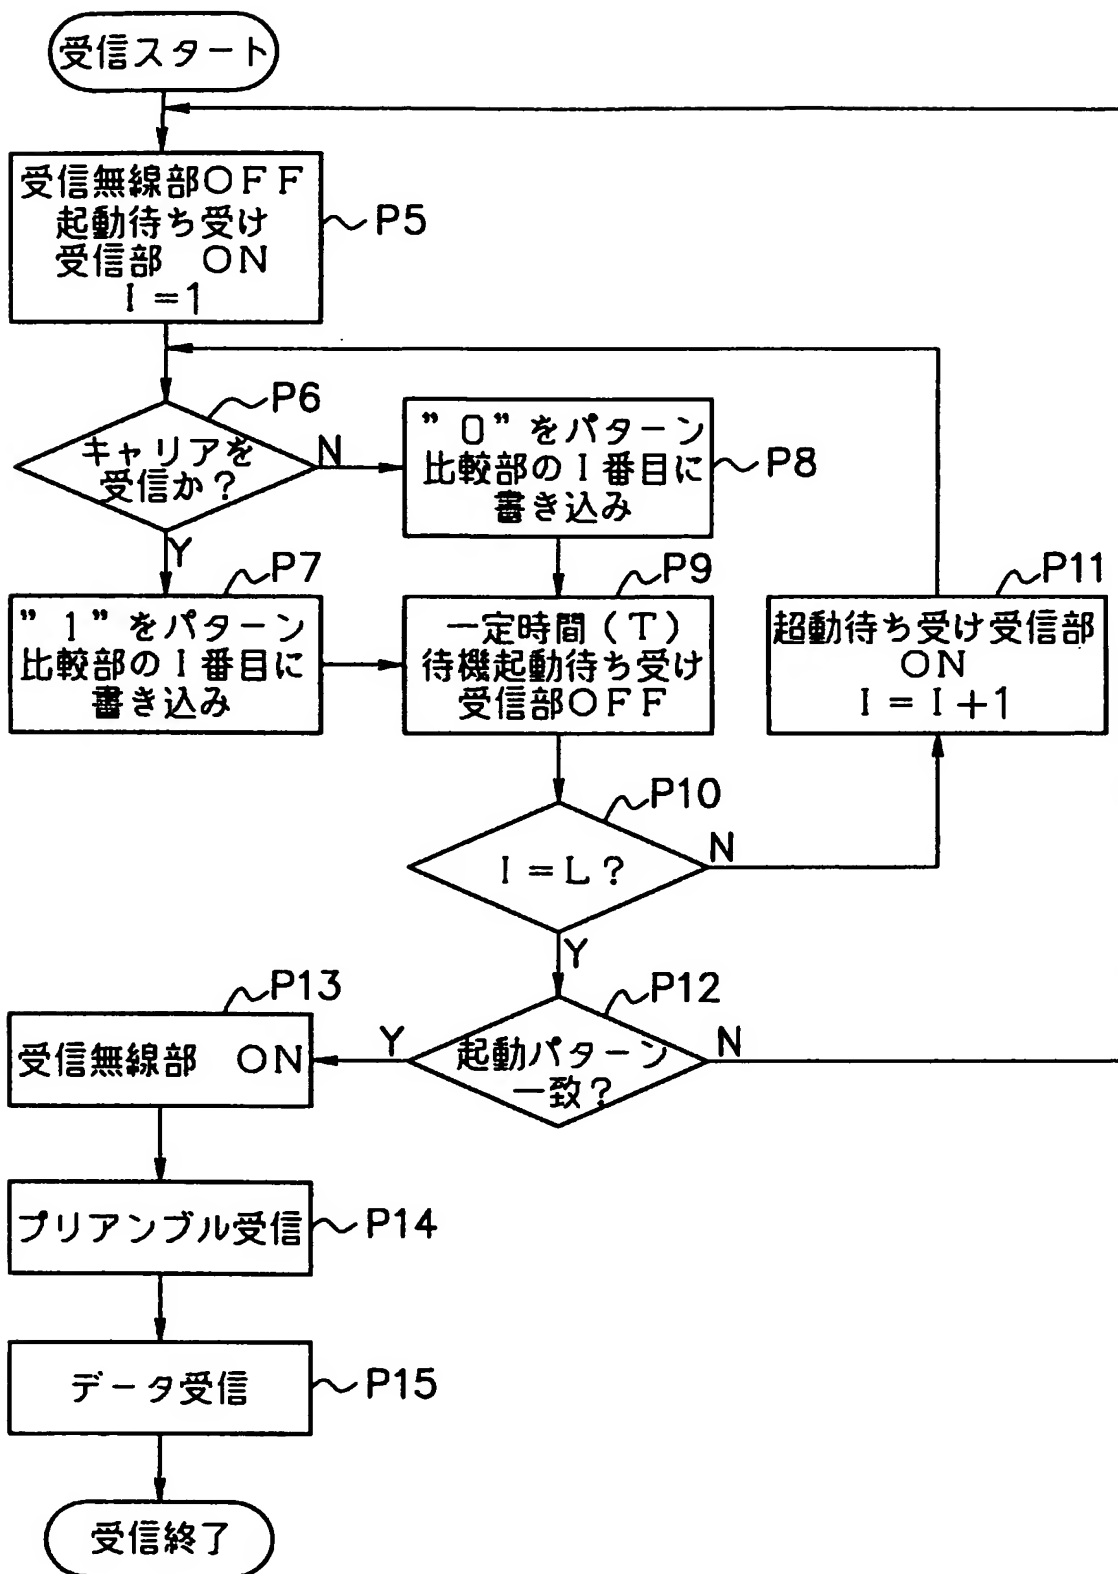 受信スタート
受信無線部OFF
起動待ち受け
受信部 ON
I=1
P5
P6
キャリアを
受信か?
N
Y
"0"をパターン
比較部のI番目に
書き込み
P8
P7
"1"をパターン
比較部のI番目に
書き込み
P9
一定時間(T)
待機起動待ち受け
受信部OFF
P11
超動待ち受け受信部
ON
I=I+1
P10
I=L?
N
Y
P12
起動パターン
一致?
Y
N
P13
受信無線部 ON
プリアンブル受信
P14
データ受信
P15
受信終了